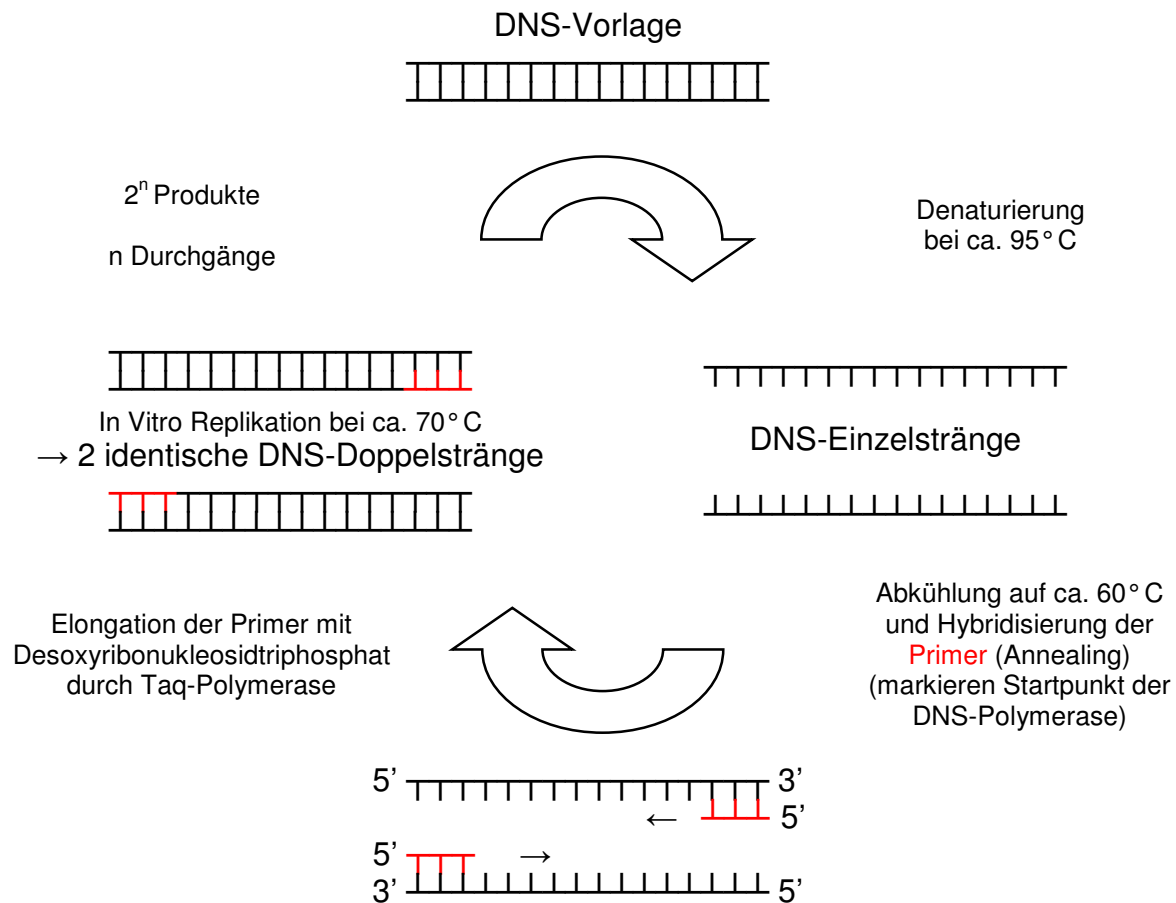 DNS-Vorlage
2ⁿ Produkte
n Durchgänge
Denaturierung
bei ca. 95° C
In Vitro Replikation bei ca. 70° C
→ 2 identische DNS-Doppelstränge
DNS-Einzelstränge
Elongation der Primer mit
Desoxyribonukleosidtriphosphat
durch Taq-Polymerase
Abkühlung auf ca. 60° C
und Hybridisierung der
Primer (Annealing)
(markieren Startpunkt der
DNS-Polymerase)
5’ 3’
← 5’
5’ →
3’ 5’